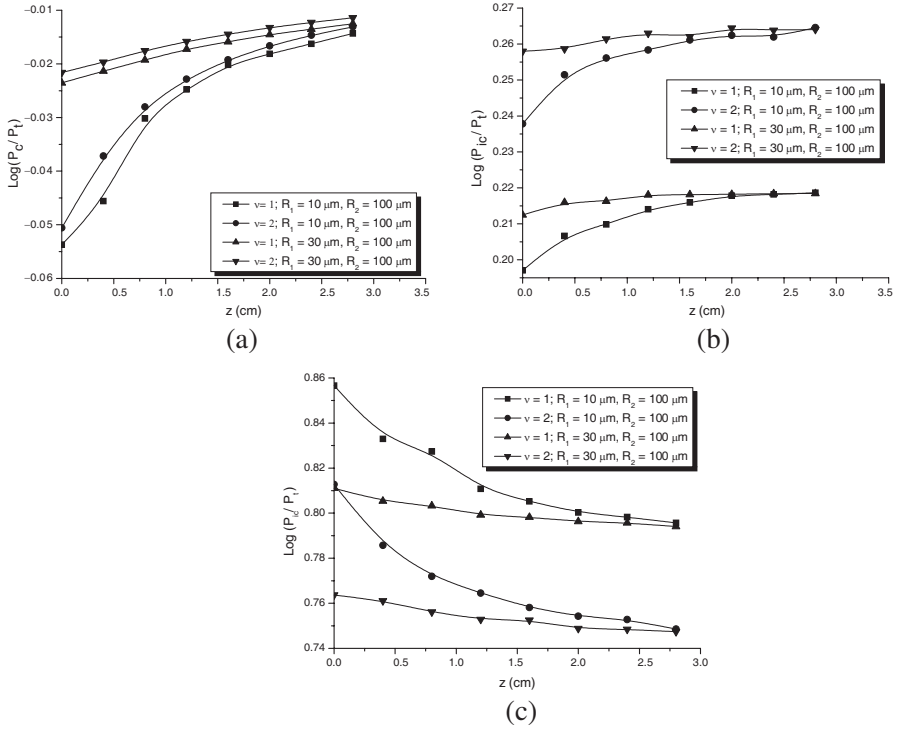 −0.01
−0.02
−0.03
−0.04
−0.05
−0.06
Log(P_c/ P_t)
ν= 1; R_1 = 10 μm, R_2 = 100 μm
ν= 2; R_1 = 10 μm, R_2 = 100 μm
ν= 1; R_1 = 30 μm, R_2 = 100 μm
ν= 2; R_1 = 30 μm, R_2 = 100 μm
0.0 0.5 1.0 1.5 2.0 2.5 3.0 3.5
z (cm)
(a)
0.26
0.25
0.24
0.23
0.22
0.21
0.20
Log (P_ic/ P_t)
ν = 1; R_1 = 10 μm, R_2 = 100 μm
ν = 2; R_1 = 10 μm, R_2 = 100 μm
ν = 1; R_1 = 30 μm, R_2 = 100 μm
ν = 2; R_1 = 30 μm, R_2 = 100 μm
0.0 0.5 1.0 1.5 2.0 2.5 3.0 3.5
z (cm)
(b)
0.86
0.84
0.82
0.80
0.78
0.76
0.74
Log (P_id/ P_t)
ν = 1; R_1 = 10 μm, R_2 = 100 μm
ν = 2; R_1 = 10 μm, R_2 = 100 μm
ν = 1; R_1 = 30 μm, R_2 = 100 μm
ν = 2; R_1 = 30 μm, R_2 = 100 μm
0.0 0.5 1.0 1.5 2.0 2.5 3.0
z (cm)
(c)